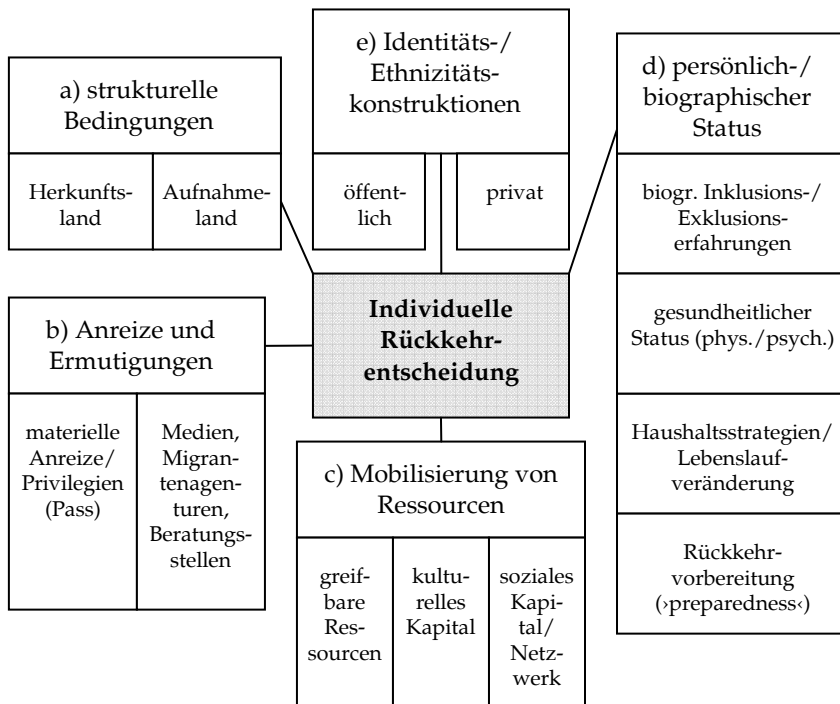 a) strukturelle
Bedingungen
Herkunfts-
land
Aufnahme-
land
b) Anreize und
Ermutigungen
materielle
Anreize/
Privilegien
(Pass)
Medien,
Migran-
tenagen-
turen,
Beratungs-
stellen
e) Identitäts-/
Ethnizitäts-
konstruktionen
öffent-
lich
privat
Individuelle
Rückkehr-
entscheidung
c) Mobilisierung von
Ressourcen
greif-
bare
Res-
sourcen
kultu-
relles
Kapital
soziales
Kapi-
tal/
Netz-
werk
d) persönlich-/
biographischer
Status
biogr. Inklusions-/
Exklusions-
erfahrungen
gesundheitlicher
Status (phys./psych.)
Haushaltsstrategien/
Lebenslauf-
veränderung
Rückkehr-
vorbereitung
(›preparedness‹)